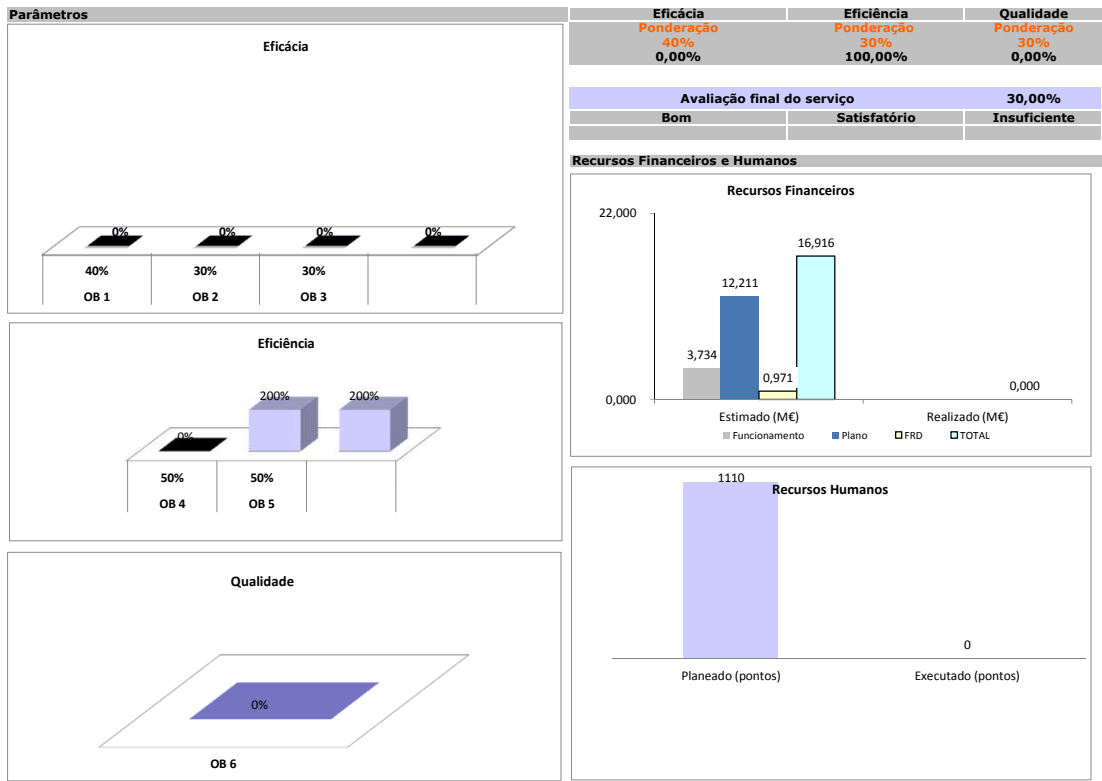 Parâmetros
Eficácia
0% 0% 0% 0%
40% 30% 30%
OB 1 OB 2 OB 3
Eficiência
0% 200% 200%
50% 50%
OB 4 OB 5
Qualidade
0%
OB 6
Eficácia Eficiência Qualidade
Ponderação Ponderação Ponderação
40% 30% 30%
0,00% 100,00% 0,00%
Avaliação final do serviço 30,00%
Bom Satisfatório Insuficiente
Recursos Financeiros e Humanos
Recursos Financeiros
22,000
16,916
12,211
3,734
0,971
0,000
0,000
Estimado (M€) Realizado (M€)
Funcionamento Plano FRD TOTAL
1110
Recursos Humanos
0
Planeado (pontos) Executado (pontos)